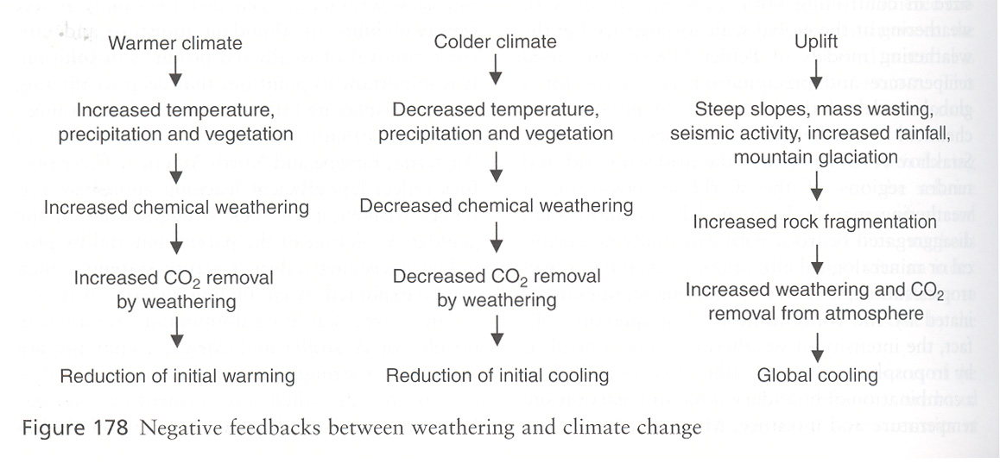 Warmer climate
Increased temperature,
precipitation and vegetation
Increased chemical weathering
Increased CO₂ removal
by weathering
Reduction of initial warming
Colder climate
Decreased temperature,
precipitation and vegetation
Decreased chemical weathering
Decreased CO₂ removal
by weathering
Reduction of initial cooling
Uplift
Steep slopes, mass wasting,
seismic activity, increased rainfall,
mountain glaciation
Increased rock fragmentation
Increased weathering and CO₂
removal from atmosphere
Global cooling
Figure 178 Negative feedbacks between weathering and climate change